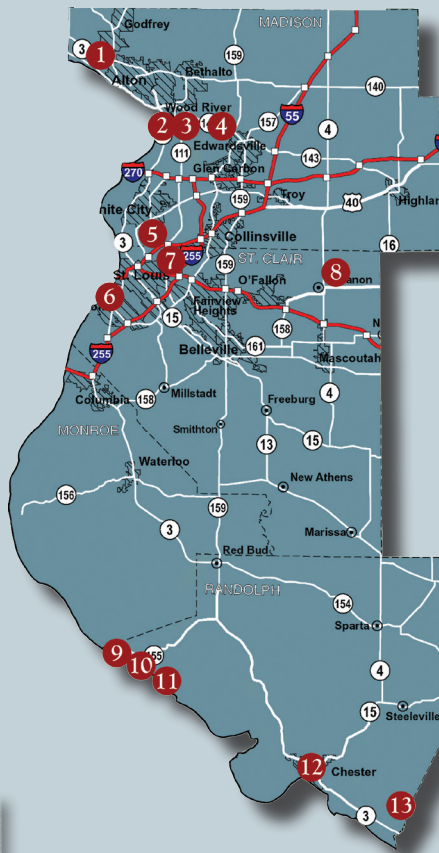 Godfrey
MADISON
3
1
159
Alton
Bethalto
140
Wood River
55
2
3
4
157
4
Edwardsville
111
143
270
Glen Carbon
159
Troy
40
Highlan
nite City
5
3
Collinsville
16
255
7
ST. CLAIR
St. Louis
159
O'Fallon
8
anon
6
15
Fairview
Heights
158
N
255
Belleville
161
Mascoutah
Columbia
158
Millstadt
4
Freeburg
MONROE
Smithton
13
15
Waterloo
156
New Athens
159
3
Marissa
Red Bud
RANDOLPH
154
Sparta
9
10
155
11
4
15
Steeleville
12
Chester
13
3